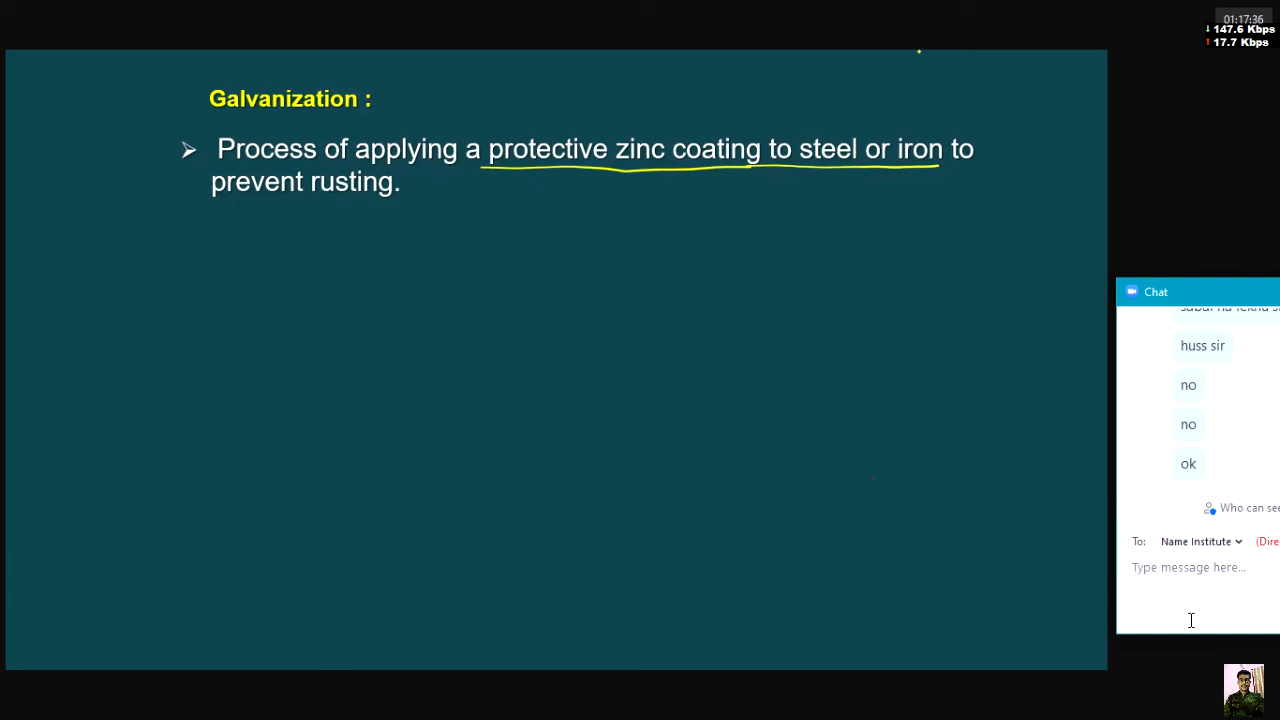 01:17:36
↓ 147.6 Kbps
↑ 17.7 Kbps
Galvanization :
➢ Process of applying a protective zinc coating to steel or iron to
prevent rusting.
Chat
huss sir
no
no
ok
Who can see
To: Name Institute (Dire
Type message here...